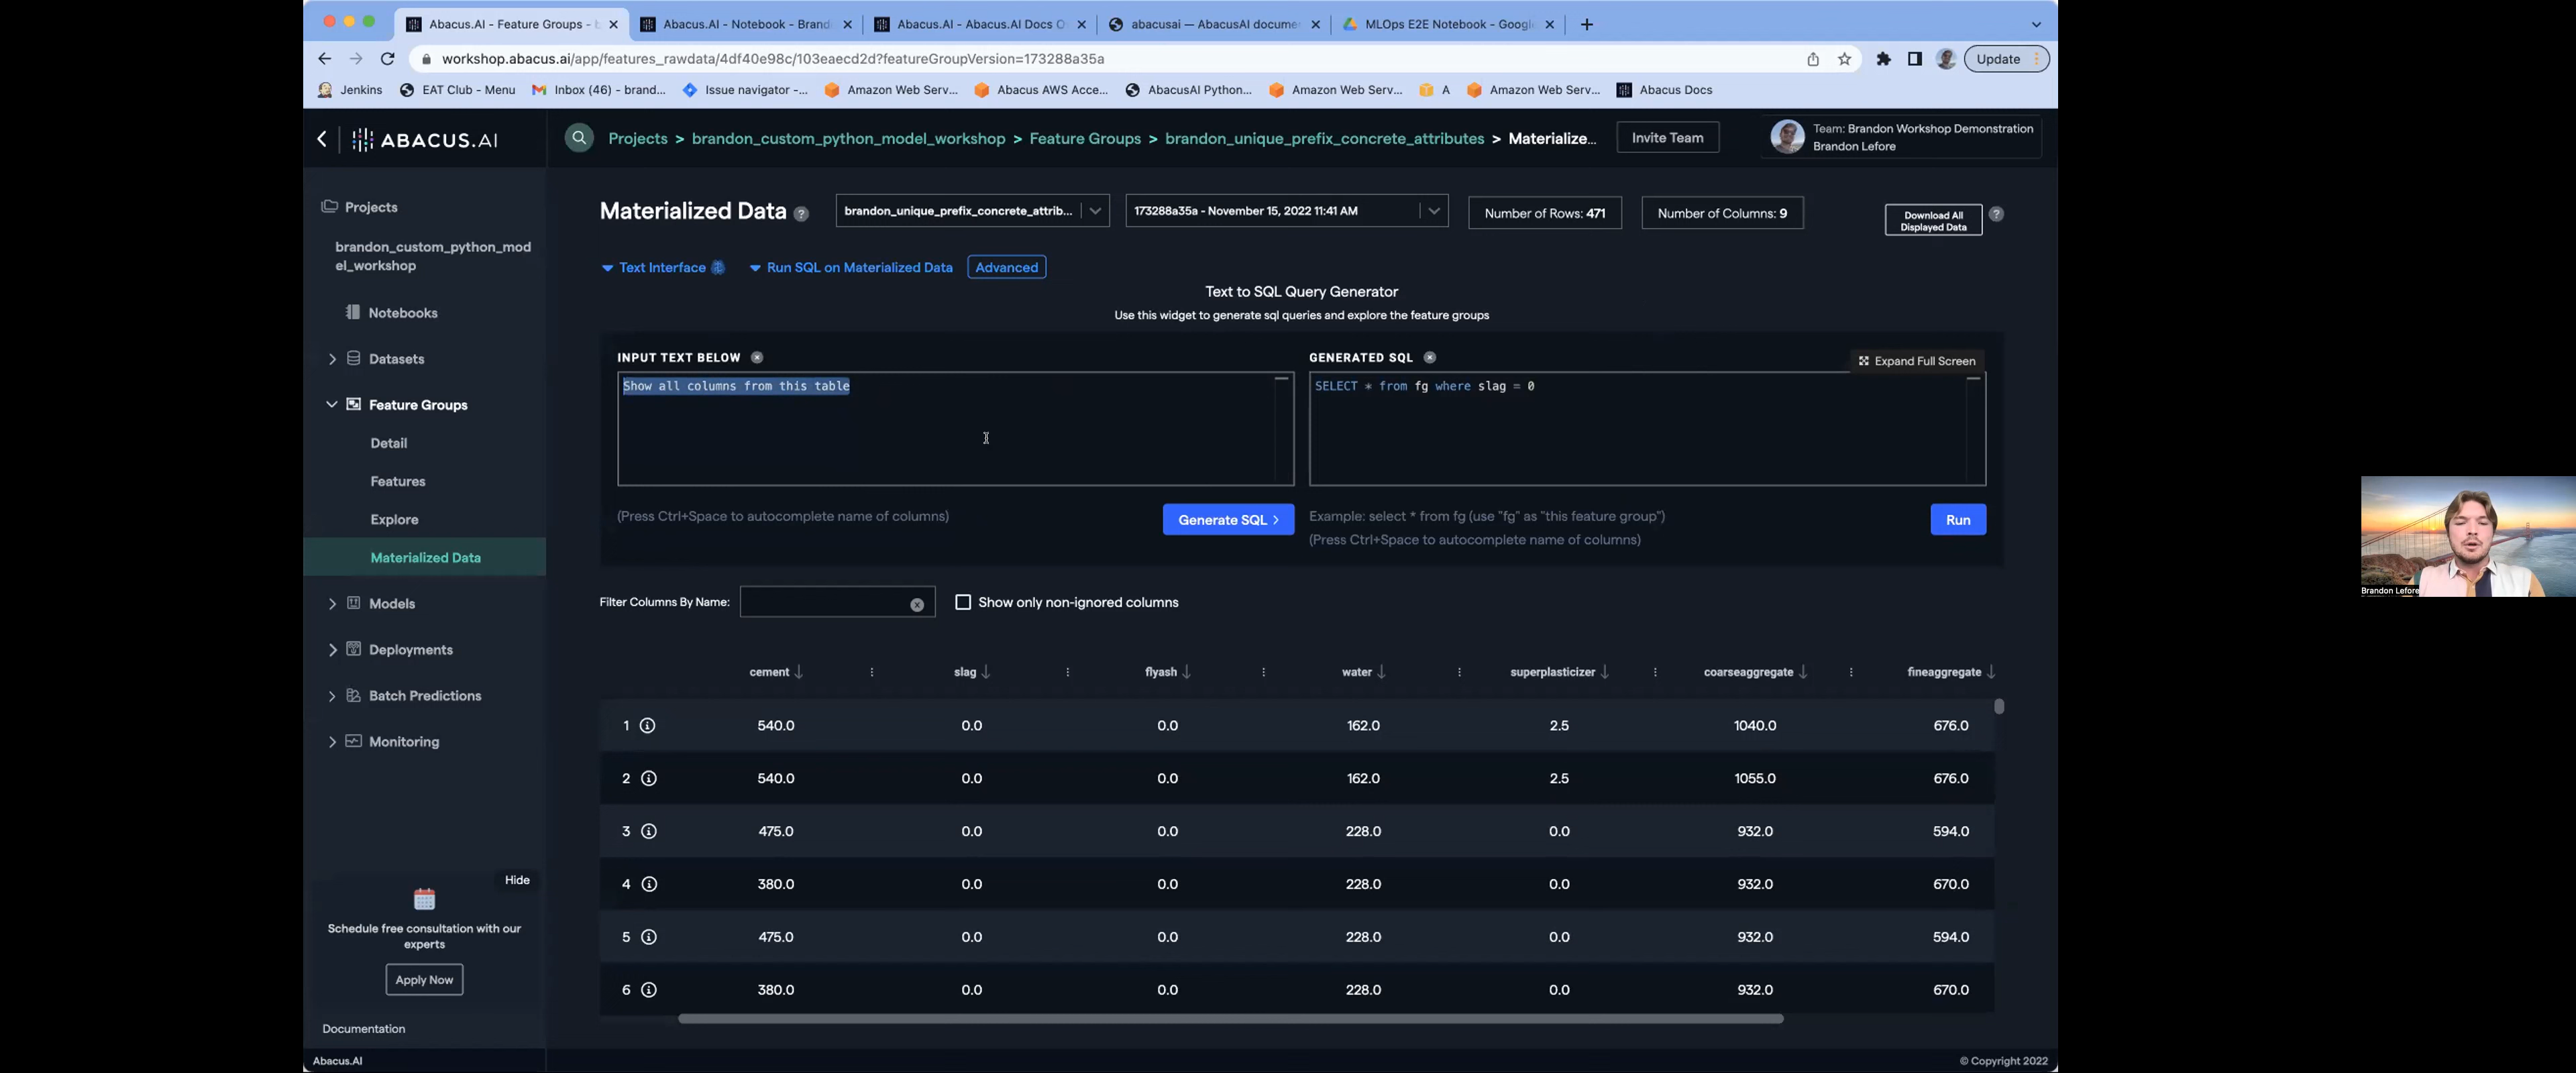 Abacus.AI - Feature Groups - b
Abacus.AI - Notebook - Brand
Abacus.AI - Abacus.AI Docs O
abacusai — AbacusAI docume
MLOps E2E Notebook - Google
workshop.abacus.ai/app/features_rawdata/4df40e98c/103eaecd2d?featureGroupVersion=173288a35a
Update
Jenkins
EAT Club - Menu
Inbox (46) - brand...
Issue navigator -...
Amazon Web Serv...
Abacus AWS Acce...
AbacusAI Python...
Amazon Web Serv...
A
Amazon Web Serv...
Abacus Docs
ABACUS.AI
Projects > brandon_custom_python_model_workshop > Feature Groups > brandon_unique_prefix_concrete_attributes > Materialize...
Invite Team
Team: Brandon Workshop Demonstration
Brandon Lefore
Projects
brandon_custom_python_mod
el_workshop
Notebooks
Datasets
Feature Groups
Detail
Features
Explore
Materialized Data
Models
Deployments
Batch Predictions
Monitoring
Hide
Schedule free consultation with our
experts
Apply Now
Documentation
Abacus.AI
Materialized Data ?
brandon_unique_prefix_concrete_attrib...
173288a35a - November 15, 2022 11:41 AM
Number of Rows: 471
Number of Columns: 9
Download All
Displayed Data
?
Text Interface
Run SQL on Materialized Data
Advanced
Text to SQL Query Generator
Use this widget to generate sql queries and explore the feature groups
INPUT TEXT BELOW
GENERATED SQL
Expand Full Screen
Show all columns from this table
SELECT * from fg where slag = 0
(Press Ctrl+Space to autocomplete name of columns)
Generate SQL >
Example: select * from fg (use "fg" as "this feature group")
(Press Ctrl+Space to autocomplete name of columns)
Run
Filter Columns By Name:
Show only non-ignored columns
cement slag flyash water superplasticizer coarseaggregate fineaggregate
1 540.0 0.0 0.0 162.0 2.5 1040.0 676.0
2 540.0 0.0 0.0 162.0 2.5 1055.0 676.0
3 475.0 0.0 0.0 228.0 0.0 932.0 594.0
4 380.0 0.0 0.0 228.0 0.0 932.0 670.0
5 475.0 0.0 0.0 228.0 0.0 932.0 594.0
6 380.0 0.0 0.0 228.0 0.0 932.0 670.0
© Copyright 2022
Brandon Lefore